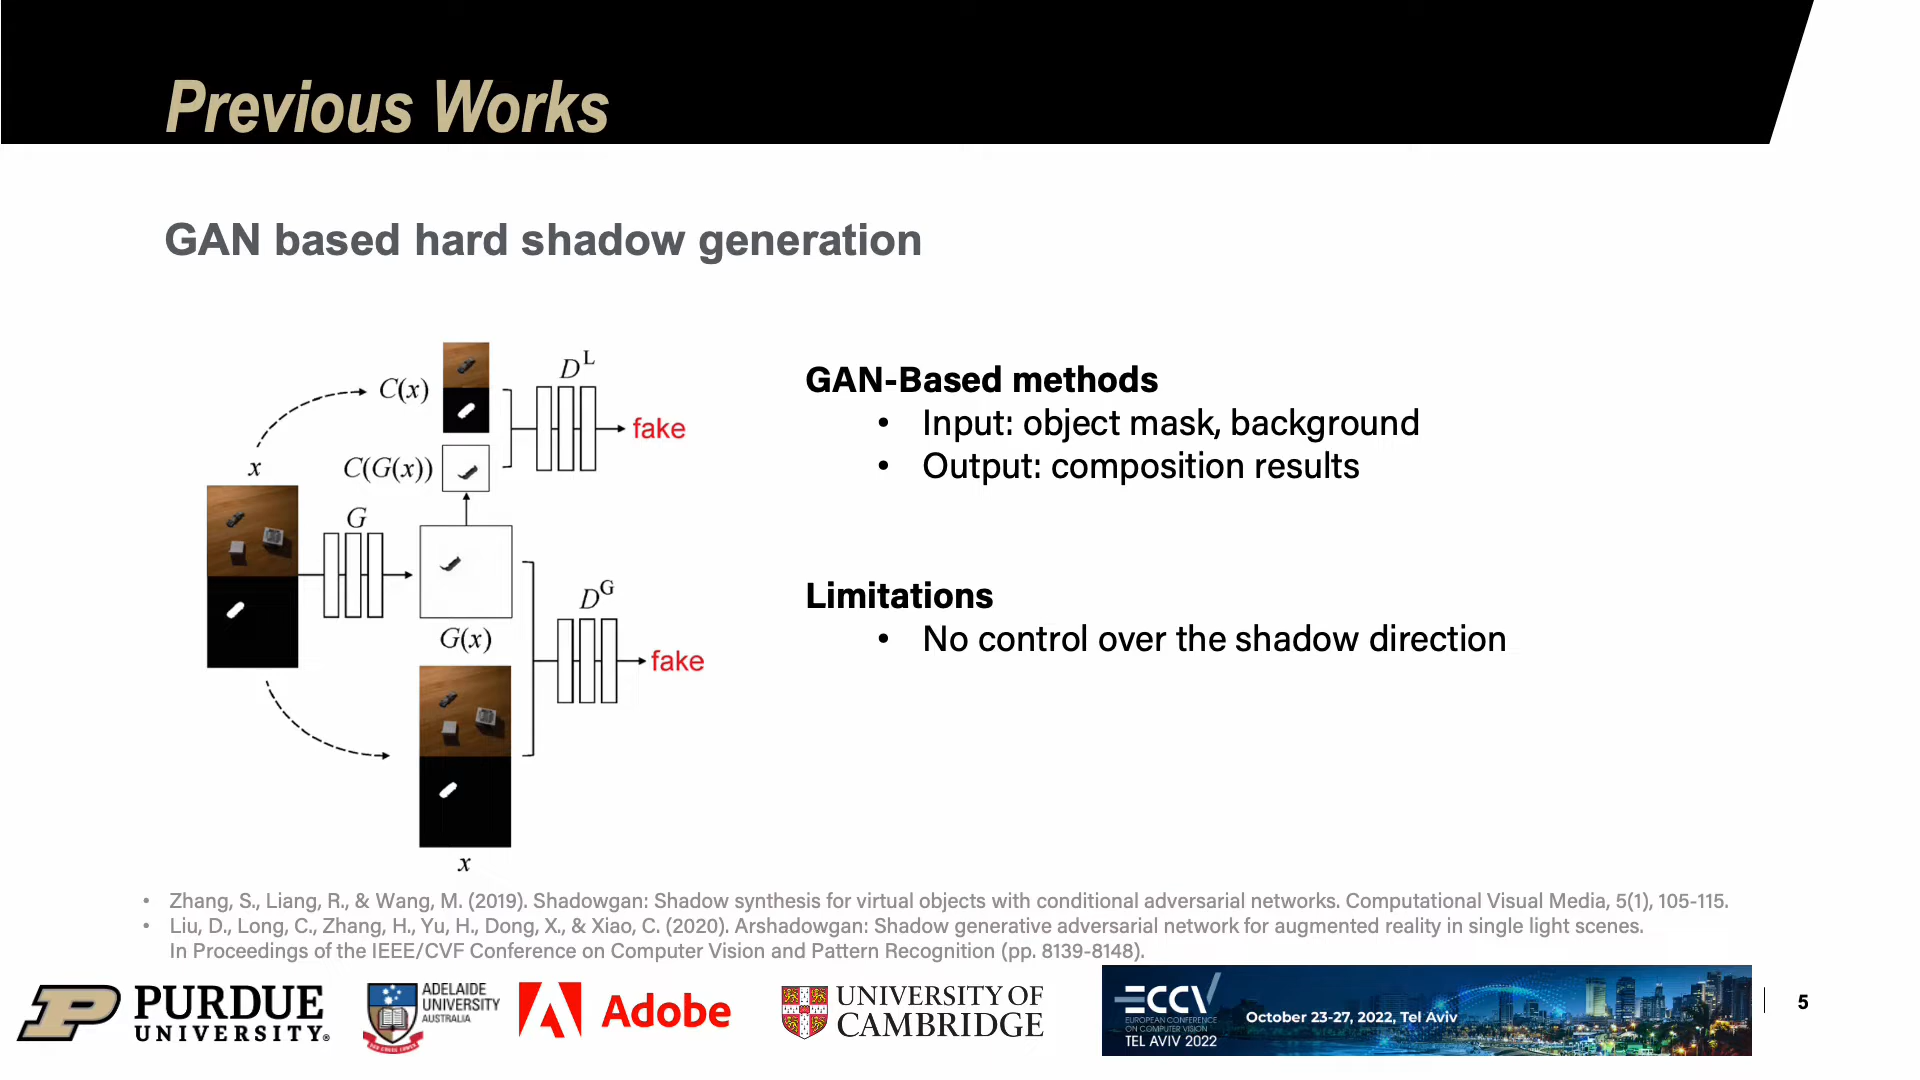 Previous Works
GAN based hard shadow generation
C(x)
D^L
fake
x
C(G(x))
G
G(x)
D^G
fake
x
GAN-Based methods
• Input: object mask, background
• Output: composition results
Limitations
• No control over the shadow direction
• Zhang, S., Liang, R., & Wang, M. (2019). Shadowgan: Shadow synthesis for virtual objects with conditional adversarial networks. Computational Visual Media, 5(1), 105-115.
• Liu, D., Long, C., Zhang, H., Yu, H., Dong, X., & Xiao, C. (2020). Arshadowgan: Shadow generative adversarial network for augmented reality in single light scenes.
In Proceedings of the IEEE/CVF Conference on Computer Vision and Pattern Recognition (pp. 8139-8148).
PURDUE
UNIVERSITY®
ADELAIDE
UNIVERSITY
AUSTRALIA
Adobe
UNIVERSITY OF
CAMBRIDGE
ECCV
EUROPEAN CONFERENCE
ON COMPUTER VISION
TEL AVIV 2022
October 23-27, 2022, Tel Aviv
5